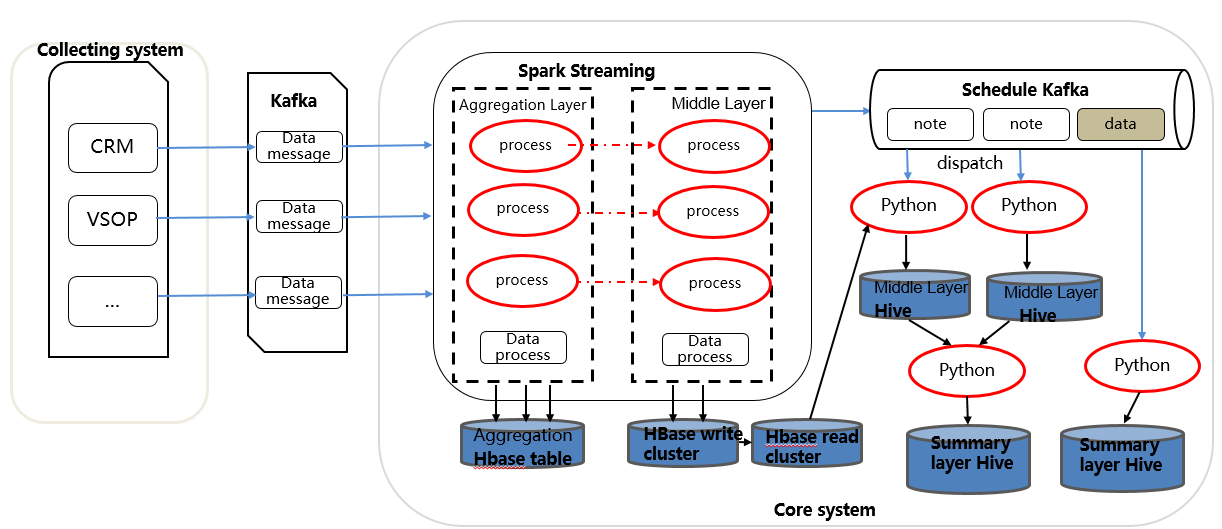 Collecting system
CRM
VSOP
...
Kafka
Data
message
Data
message
Data
message
Spark Streaming
Aggregation Layer
process
process
process
Data
process
Middle Layer
process
process
process
Data
process
Aggregation
Hbase table
HBase write
cluster
Hbase read
cluster
Schedule Kafka
note
note
data
dispatch
Python
Python
Middle Layer
Hive
Middle Layer
Hive
Python
Python
Summary
layer Hive
Summary
layer Hive
Core system